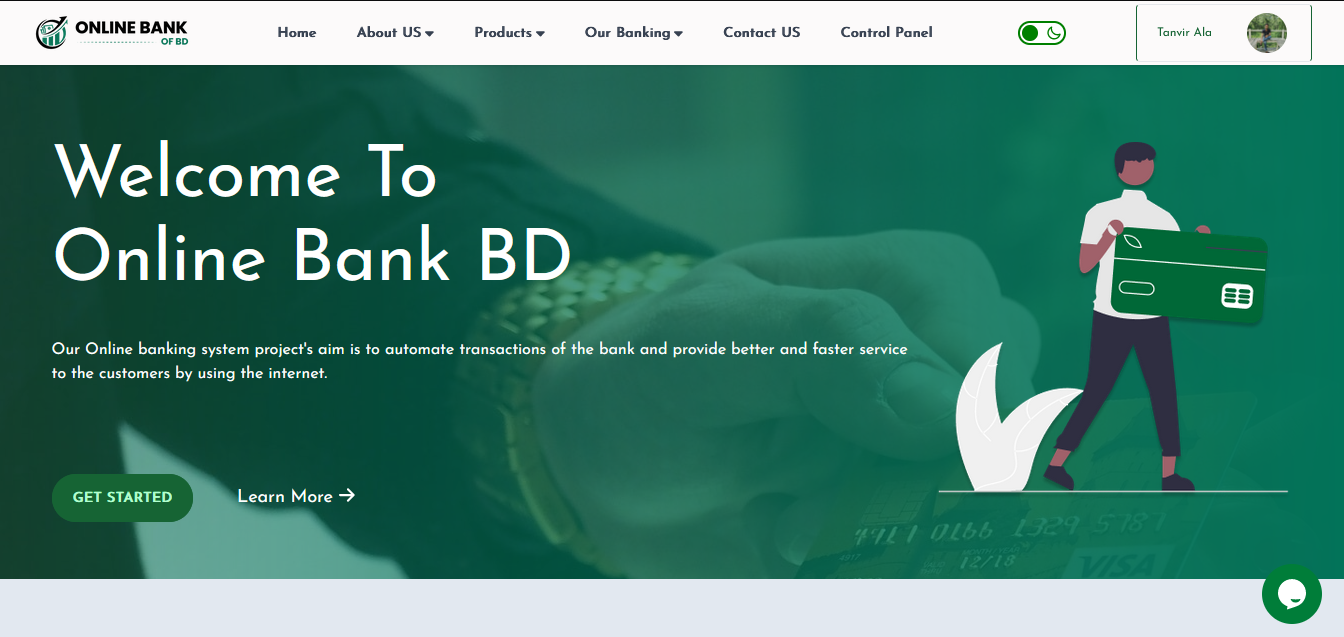 ONLINE BANK
OF BD
Home
About US
Products
Our Banking
Contact US
Control Panel
Tanvir Ala
Welcome To
Online Bank BD
Our Online banking system project's aim is to automate transactions of the bank and provide better and faster service
to the customers by using the internet.
GET STARTED
Learn More
0166 1329 5787
12/18
VISA